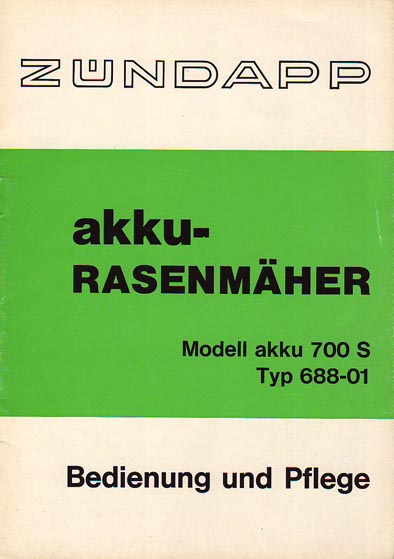 ZÜNDAPP
akku-
RASENMÄHER
Modell akku 700 S
Typ 688-01
Bedienung und Pflege